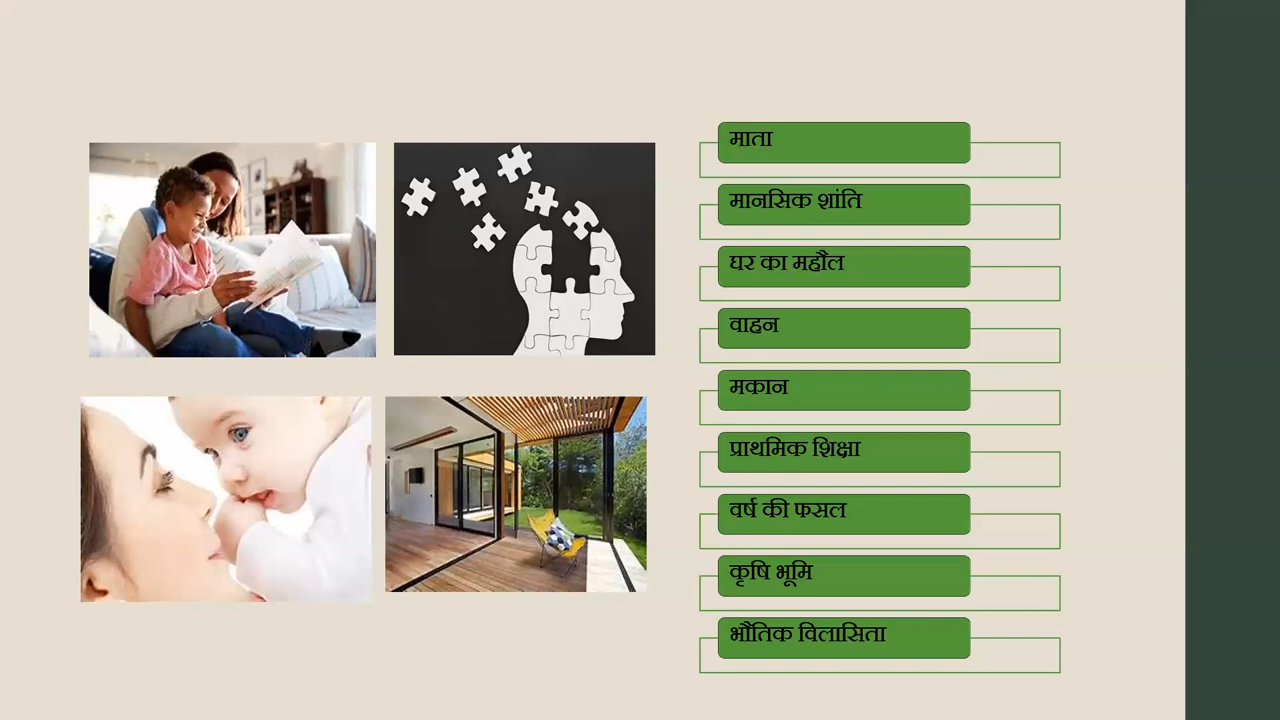 माता
मानसिक शांति
घर का महौल
वाहन
मकान
प्राथमिक शिक्षा
वर्ष की फसल
कृषि भूमि
भौतिक विलासिता